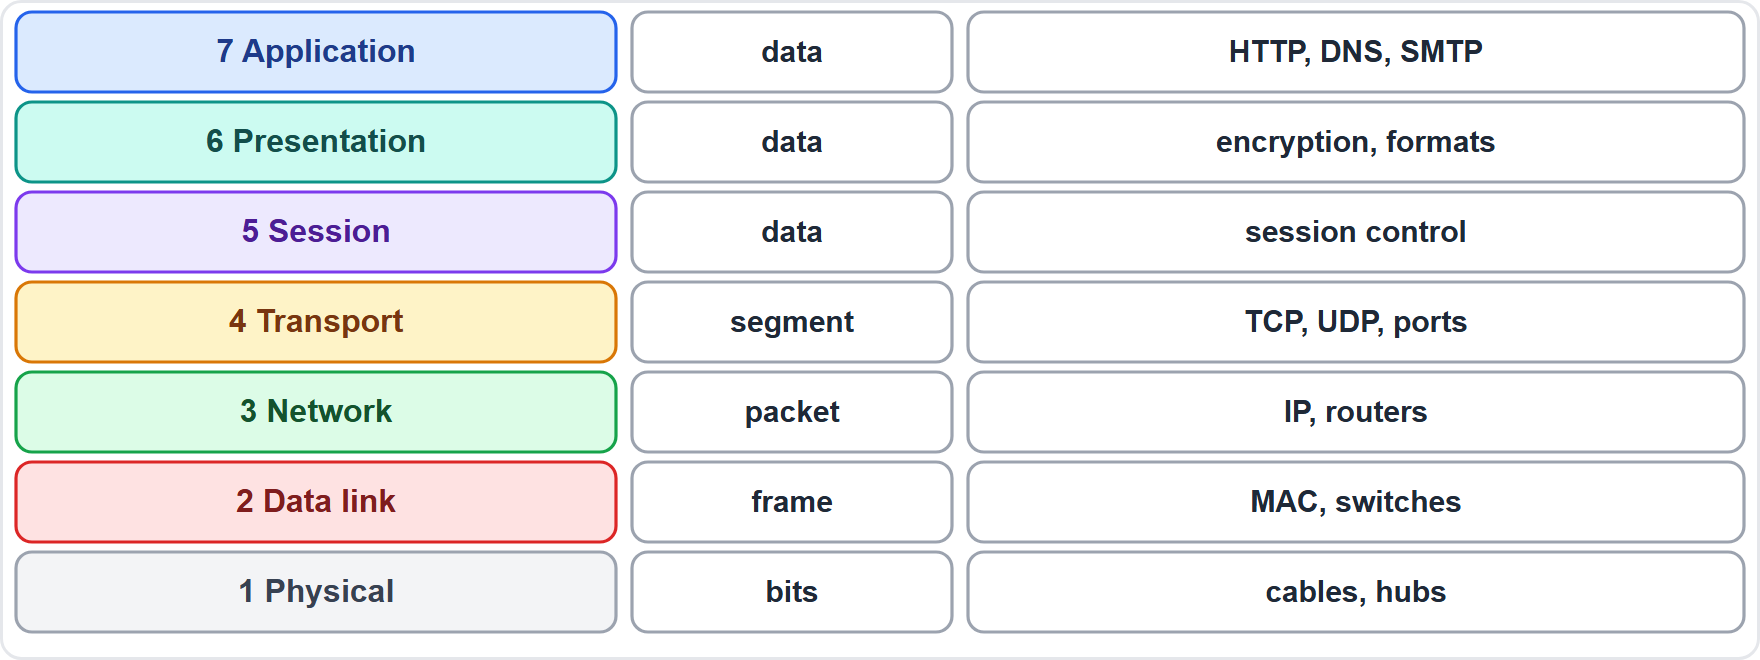 7 Application data HTTP, DNS, SMTP
6 Presentation data encryption, formats
5 Session data session control
4 Transport segment TCP, UDP, ports
3 Network packet IP, routers
2 Data link frame MAC, switches
1 Physical bits cables, hubs